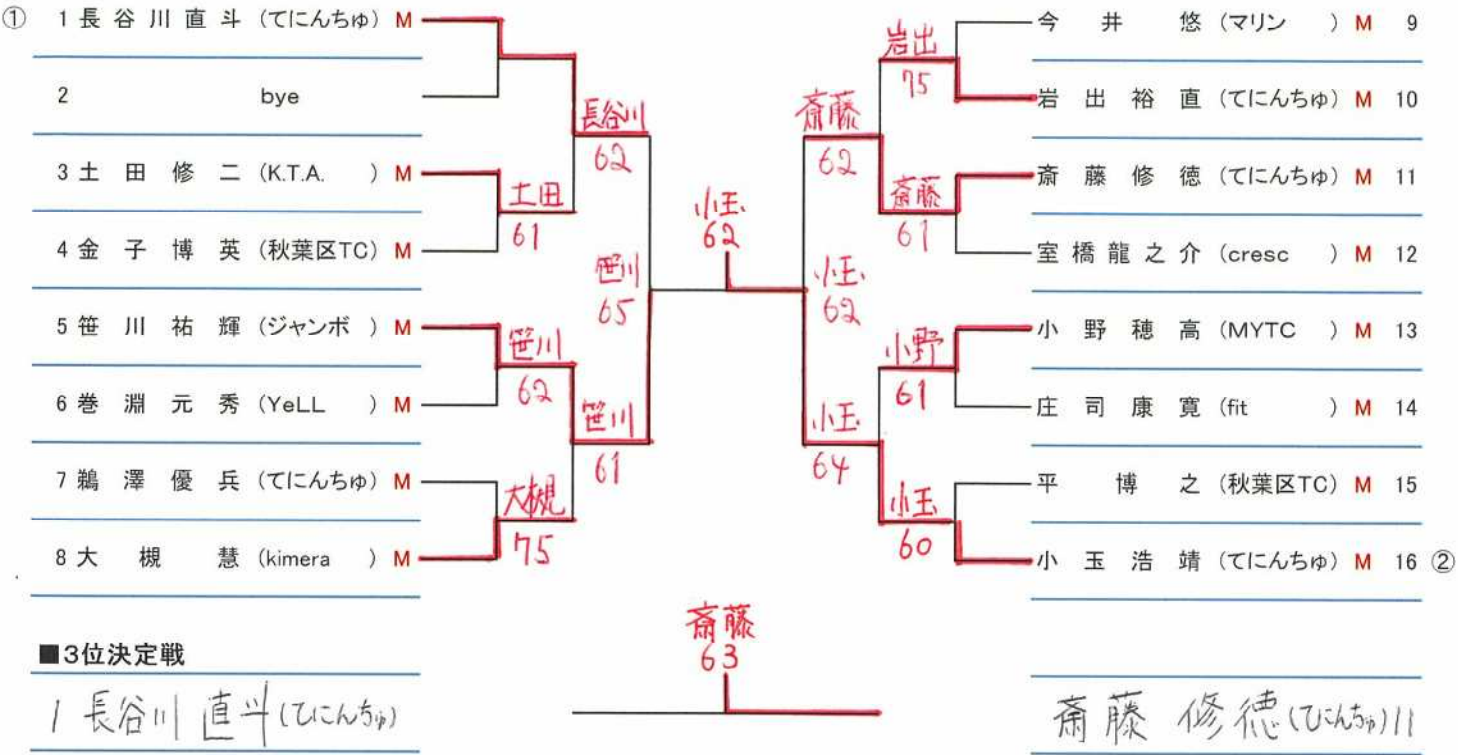 ① 1 長谷川直斗 (てにんちゅ) M
2 bye
3 土田修二 (K.T.A. ) M
4 金子博英 (秋葉区TC) M
5 笹川祐輝 (ジャンボ ) M
6 巻淵元秀 (YeLL ) M
7 鵜澤優兵 (てにんちゅ) M
8 大槻慧 (kimera ) M
土田
61
笹川
62
大槻
75
長谷川
62
笹川
61
笹川
65
小玉
62
小玉
62
斎藤
62
小玉
64
岩出
75
斎藤
61
小野
61
小玉
60
今井悠 (マリン ) M 9
岩出裕直 (てにんちゅ) M 10
斎藤修徳 (てにんちゅ) M 11
室橋龍之介 (cresc ) M 12
小野穂高 (MYTC ) M 13
庄司康寛 (fit ) M 14
平博之 (秋葉区TC) M 15
小玉浩靖 (てにんちゅ) M 16 ②
■3位決定戦
1 長谷川 直斗 (てにんちゅ)
斎藤
63
斎藤 修徳 (てにんちゅ) 11